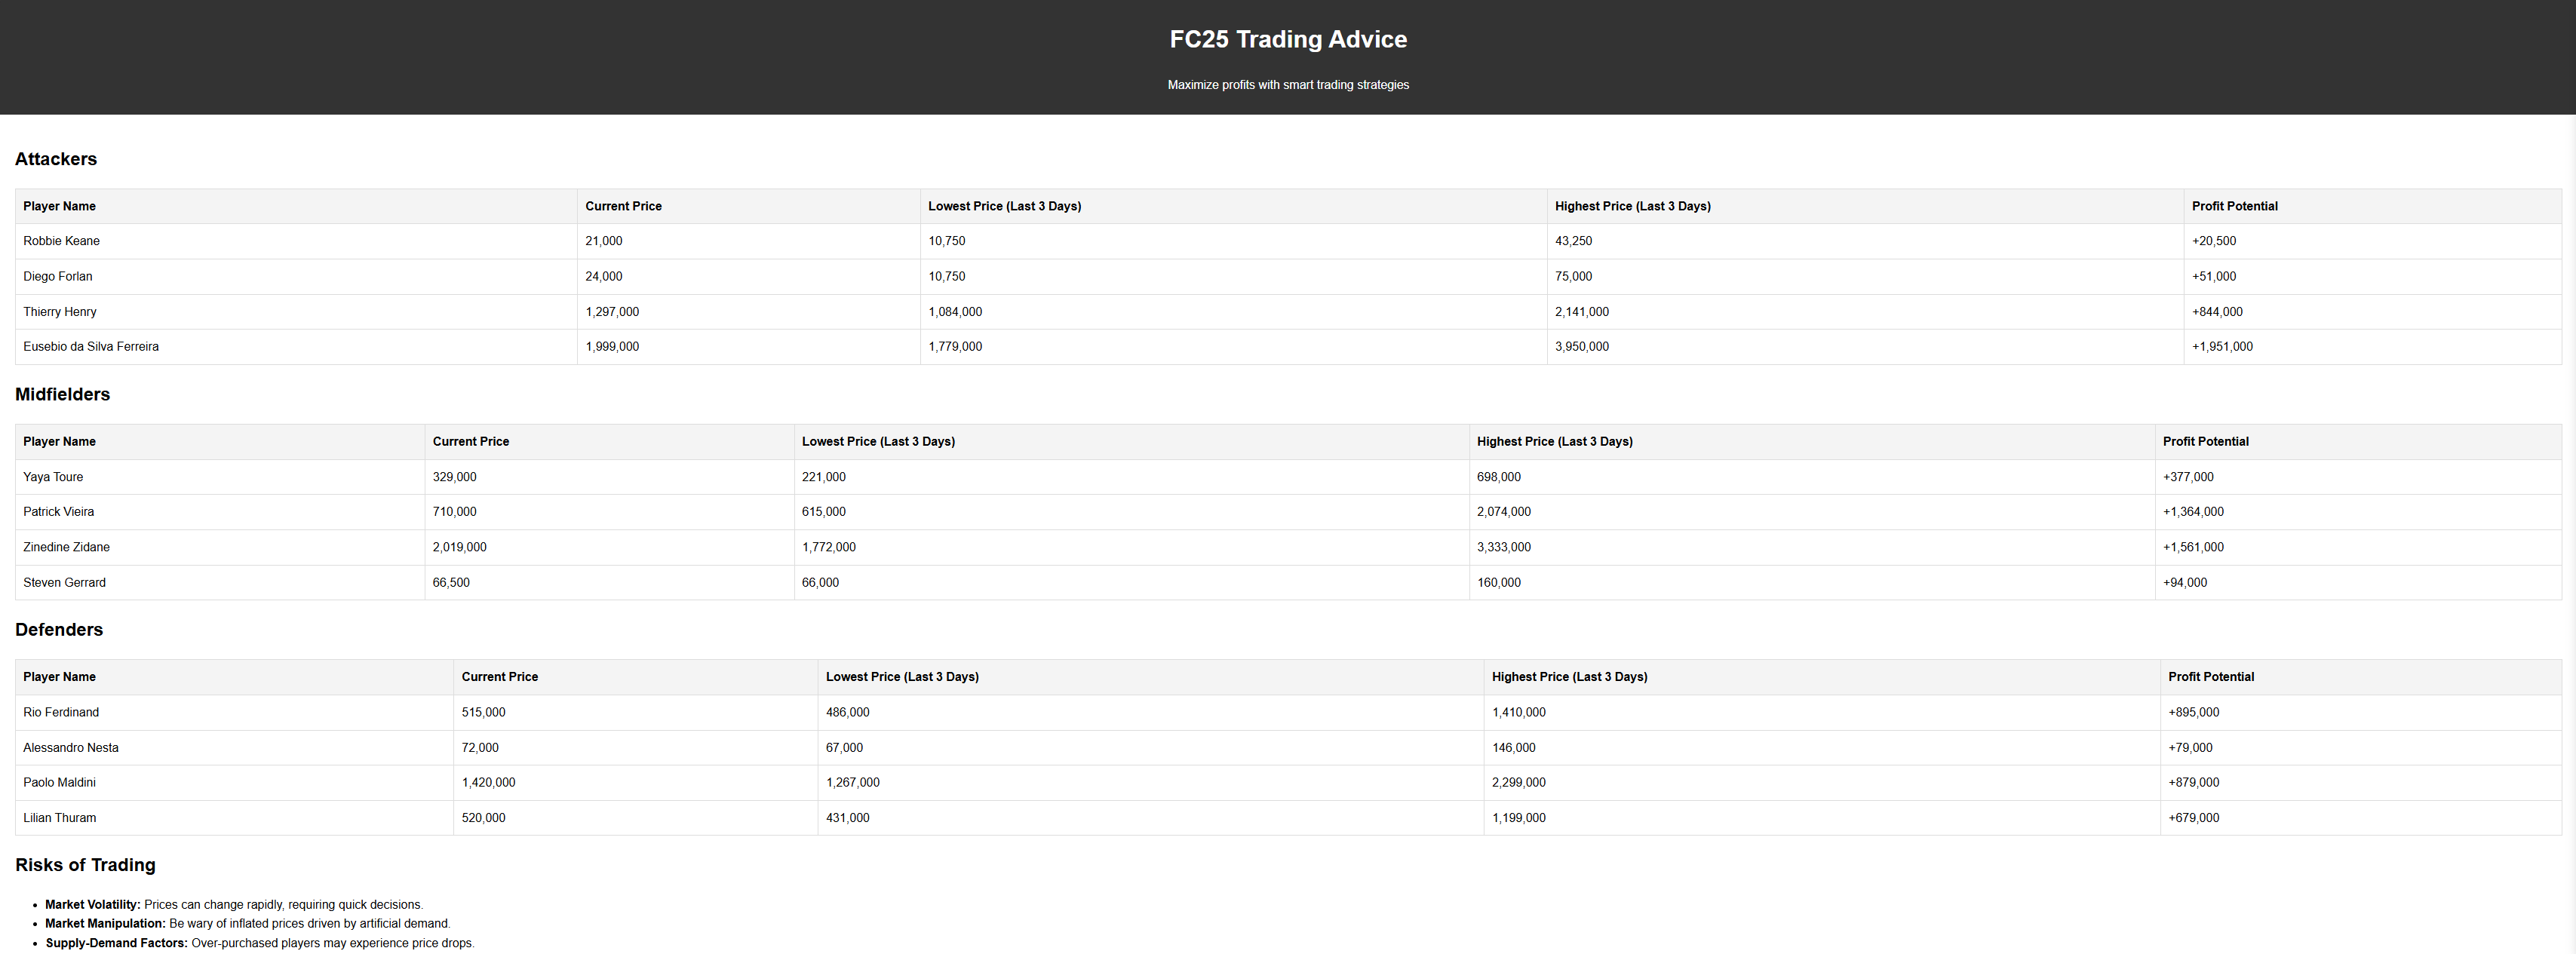 FC25 Trading Advice
Maximize profits with smart trading strategies
Attackers
Player Name Current Price Lowest Price (Last 3 Days) Highest Price (Last 3 Days) Profit Potential
Robbie Keane 21,000 10,750 43,250 +20,500
Diego Forlan 24,000 10,750 75,000 +51,000
Thierry Henry 1,297,000 1,084,000 2,141,000 +844,000
Eusebio da Silva Ferreira 1,999,000 1,779,000 3,950,000 +1,951,000
Midfielders
Player Name Current Price Lowest Price (Last 3 Days) Highest Price (Last 3 Days) Profit Potential
Yaya Toure 329,000 221,000 698,000 +377,000
Patrick Vieira 710,000 615,000 2,074,000 +1,364,000
Zinedine Zidane 2,019,000 1,772,000 3,333,000 +1,561,000
Steven Gerrard 66,500 66,000 160,000 +94,000
Defenders
Player Name Current Price Lowest Price (Last 3 Days) Highest Price (Last 3 Days) Profit Potential
Rio Ferdinand 515,000 486,000 1,410,000 +895,000
Alessandro Nesta 72,000 67,000 146,000 +79,000
Paolo Maldini 1,420,000 1,267,000 2,299,000 +879,000
Lilian Thuram 520,000 431,000 1,199,000 +679,000
Risks of Trading
• Market Volatility: Prices can change rapidly, requiring quick decisions.
• Market Manipulation: Be wary of inflated prices driven by artificial demand.
• Supply-Demand Factors: Over-purchased players may experience price drops.